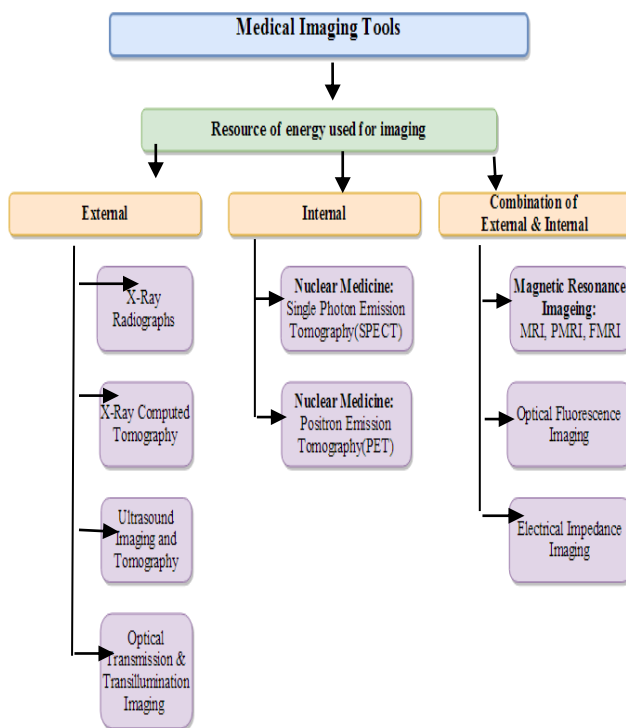 Medical Imaging Tools
Resource of energy used for imaging
External
X-Ray
Radiographs
X-Ray Computed
Tomography
Ultrasound
Imaging and
Tomography
Optical
Transmission &
Transillumination
Imaging
Internal
Nuclear Medicine:
Single Photon Emission
Tomography(SPECT)
Nuclear Medicine:
Positron Emission
Tomography(PET)
Combination of
External & Internal
Magnetic Resonance
Imageing:
MRI, PMRI, FMRI
Optical Fluorescence
Imaging
Electrical Impedance
Imaging